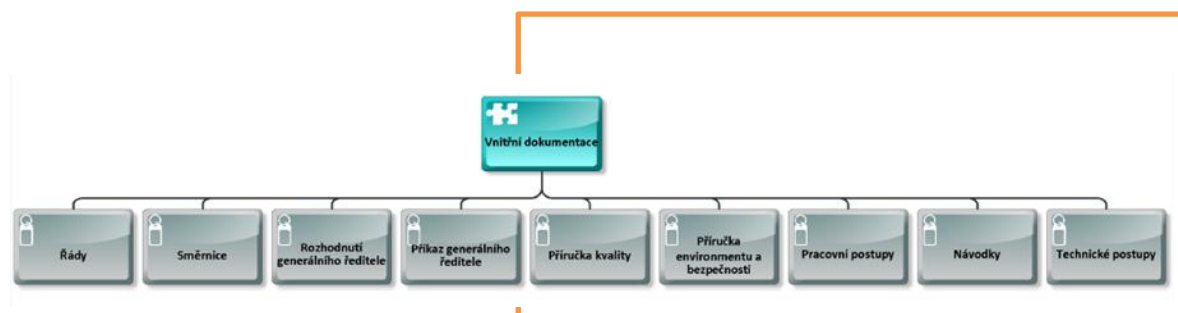 Vnitřní dokumentace
Řády
Směrnice
Rozhodnutí
generálního ředitele
Příkaz generálního
ředitele
Příručka kvality
Příručka
environmentu a
bezpečnosti
Pracovní postupy
Návodky
Technické postupy